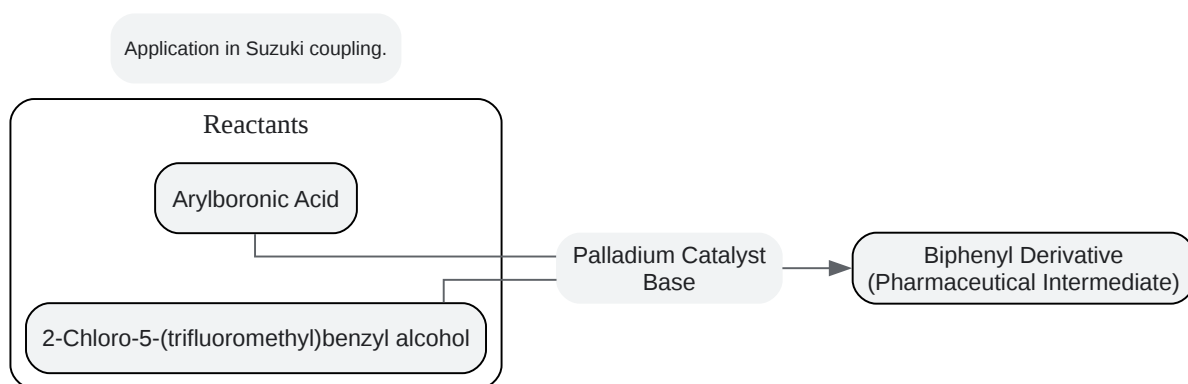 Application in Suzuki coupling.
Reactants
Arylboronic Acid
2-Chloro-5-(trifluoromethyl)benzyl alcohol
Palladium Catalyst
Base
Biphenyl Derivative
(Pharmaceutical Intermediate)